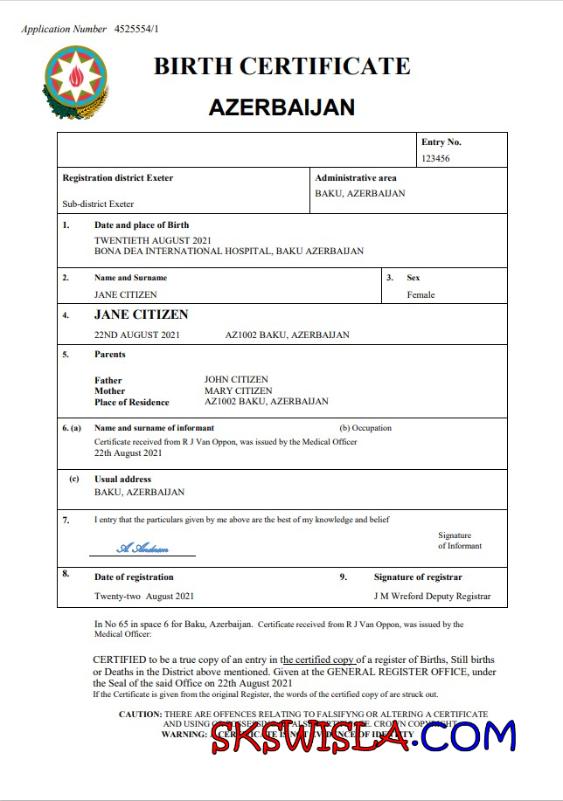 Application Number 4525554/1
BIRTH CERTIFICATE
AZERBAIJAN
Entry No.
123456
Registration district Exeter
Administrative area
BAKU, AZERBAIJAN
Sub-district Exeter
1. Date and place of Birth
TWENTIETH AUGUST 2021
BONA DEA INTERNATIONAL HOSPITAL, BAKU AZERBAIJAN
2. Name and Surname
3. Sex
JANE CITIZEN
Female
4. JANE CITIZEN
22ND AUGUST 2021 AZ1002 BAKU, AZERBAIJAN
5. Parents
Father JOHN CITIZEN
Mother MARY CITIZEN
Place of Residence AZ1002 BAKU, AZERBAIJAN
6. (a) Name and surname of informant (b) Occupation
Certificate received from R J Van Oppon, was issued by the Medical Officer
22th August 2021
(c) Usual address
BAKU, AZERBAIJAN
7. I entry that the particulars given by me above are the best of my knowledge and belief
Signature
of Informant
8. Date of registration 9. Signature of registrar
Twenty-two August 2021 J M Wreford Deputy Registrar
In No 65 in space 6 for Baku, Azerbaijan. Certificate received from R J Van Oppon, was issued by the
Medical Officer:
CERTIFIED to be a true copy of an entry in the certified copy of a register of Births, Still births
or Deaths in the District above mentioned. Given at the GENERAL REGISTER OFFICE, under
the Seal of the said Office on 22th August 2021
If the Certificate is given from the original Register, the words of the certified copy of are struck out.
CAUTION: THERE ARE OFFENCES RELATING TO FALSIFYNG OR ALTERING A CERTIFICATE
AND USING CROWN
WARNING: A CERTIFICATE IS NOT EVIDENCE OF IDENTITY
SKSWISLA.COM